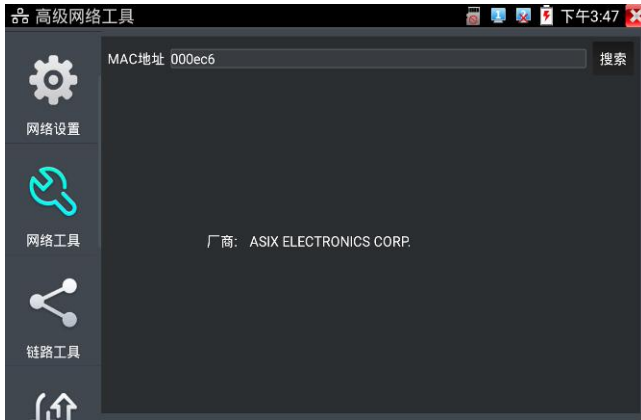 高级网络工具
下午3:47
MAC地址 000ec6 搜索
网络设置
网络工具
厂商: ASIX ELECTRONICS CORP.
链路工具